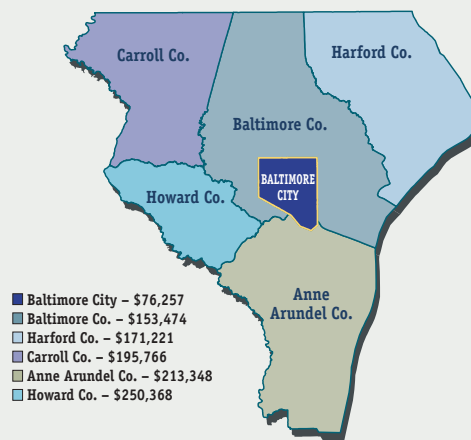 Carroll Co.
Harford Co.
Baltimore Co.
BALTIMORE
CITY
Howard Co.
Anne
Arundel Co.
Baltimore City – $76,257
Baltimore Co. – $153,474
Harford Co. – $171,221
Carroll Co. – $195,766
Anne Arundel Co. – $213,348
Howard Co. – $250,368